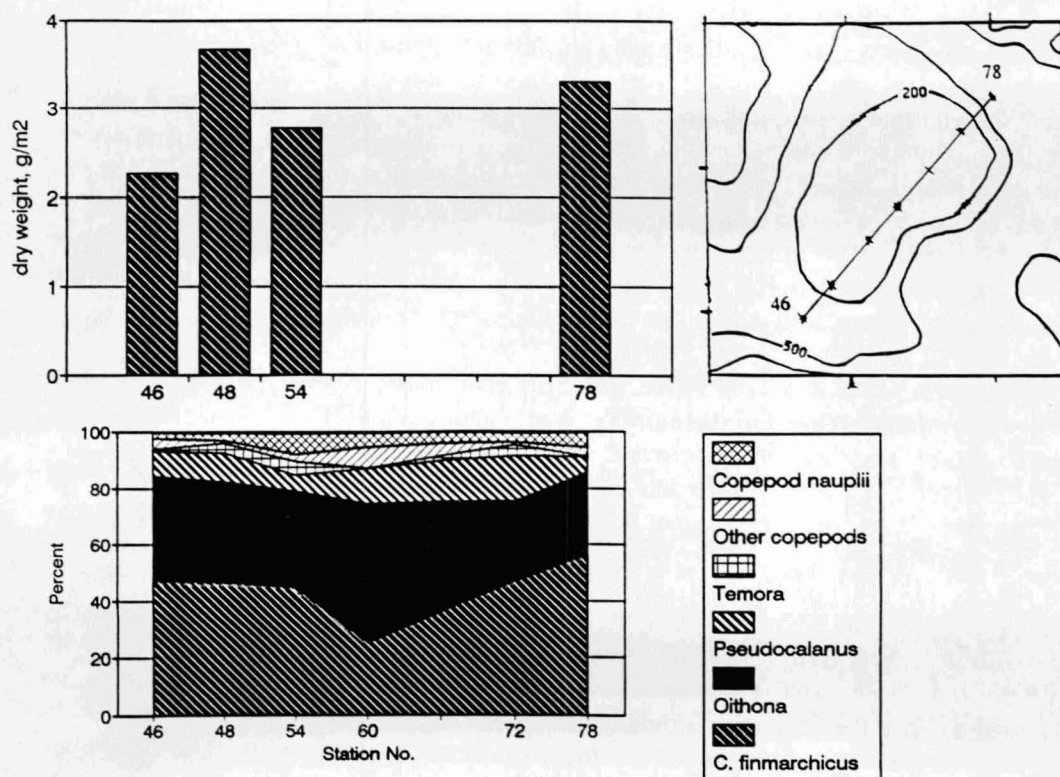 4
3
2
1
0
dry weight, g/m2
46 48 54 78
78
200
46
500
100
80
60
40
20
0
Percent
46 48 54 60 72 78
Station No.
Copepod nauplii
Other copepods
Temora
Pseudocalanus
Oithona
C. finmarchicus